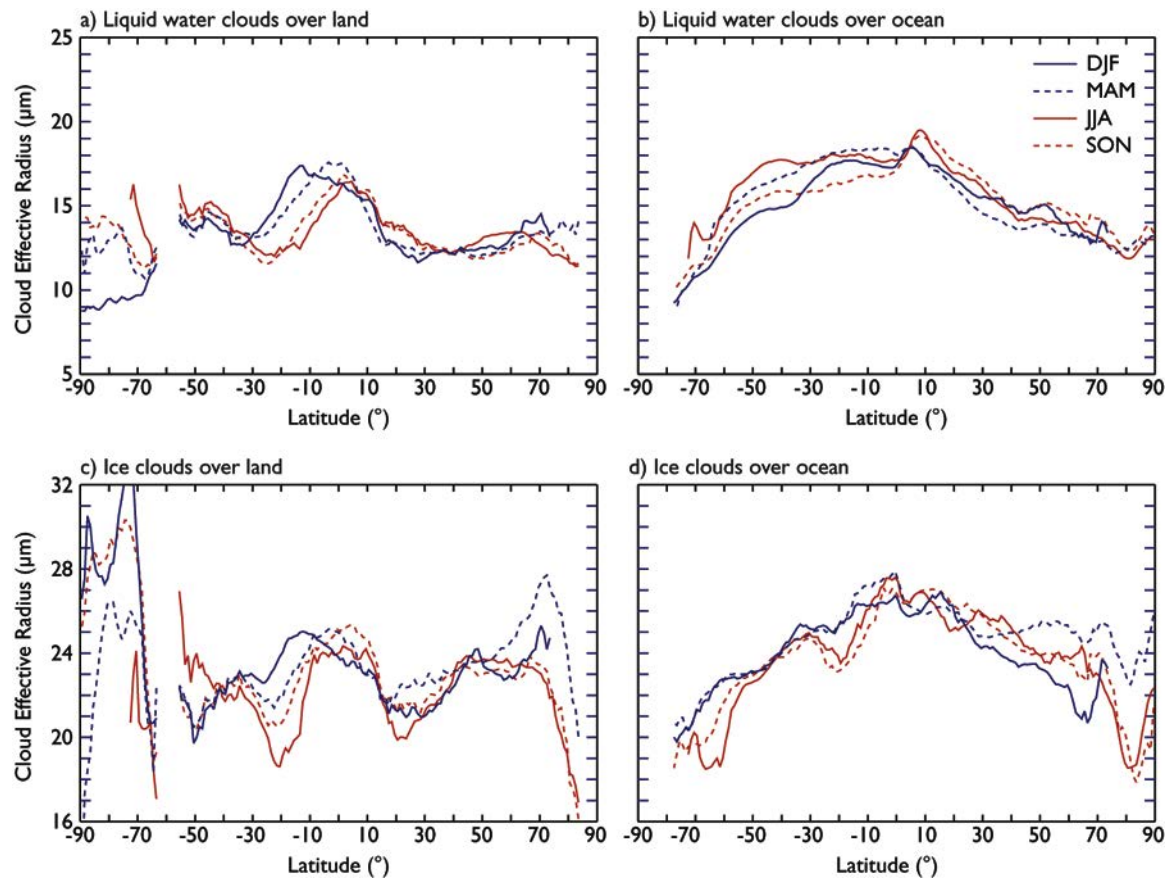 a) Liquid water clouds over land
b) Liquid water clouds over ocean
25
20
15
10
5
Cloud Effective Radius (μm)
-90 -70 -50 -30 -10 10 30 50 70 90
Latitude (°)
DJF
MAM
JJA
SON
-90 -70 -50 -30 -10 10 30 50 70 90
Latitude (°)
c) Ice clouds over land
d) Ice clouds over ocean
32
28
24
20
16
Cloud Effective Radius (μm)
-90 -70 -50 -30 -10 10 30 50 70 90
Latitude (°)
-90 -70 -50 -30 -10 10 30 50 70 90
Latitude (°)